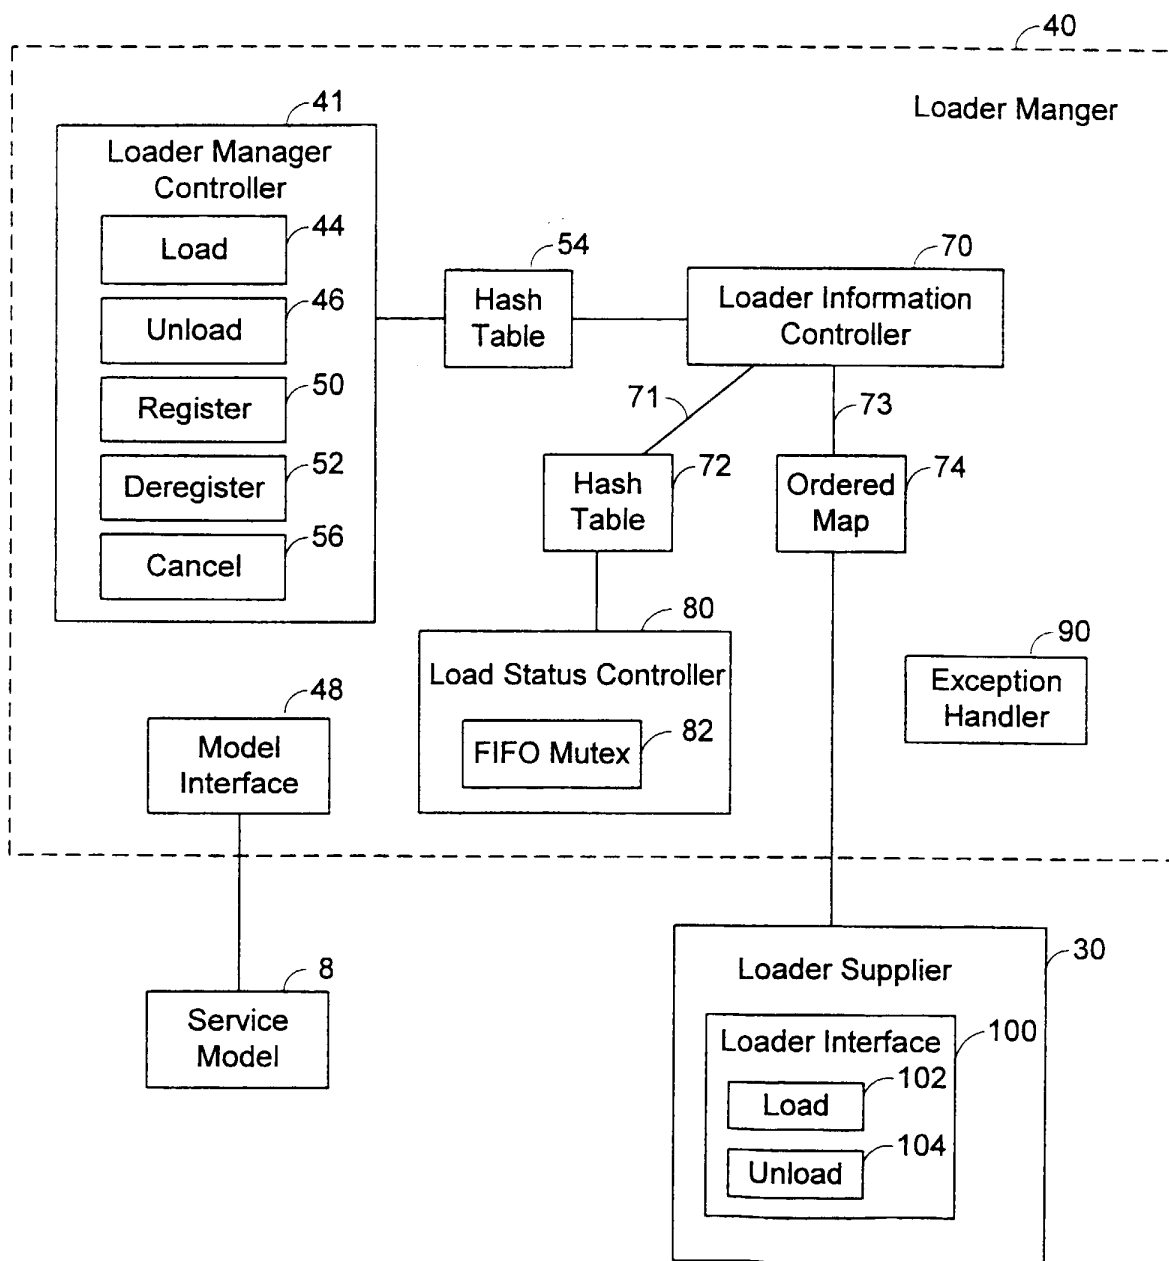 40
Loader Manger
41
Loader Manager
Controller
44
Load
46
Unload
50
Register
52
Deregister
56
Cancel
54
Hash
Table
70
Loader Information
Controller
71
73
72
Hash
Table
74
Ordered
Map
80
Load Status Controller
82
FIFO Mutex
90
Exception
Handler
48
Model
Interface
8
Service
Model
30
Loader Supplier
100
Loader Interface
102
Load
104
Unload